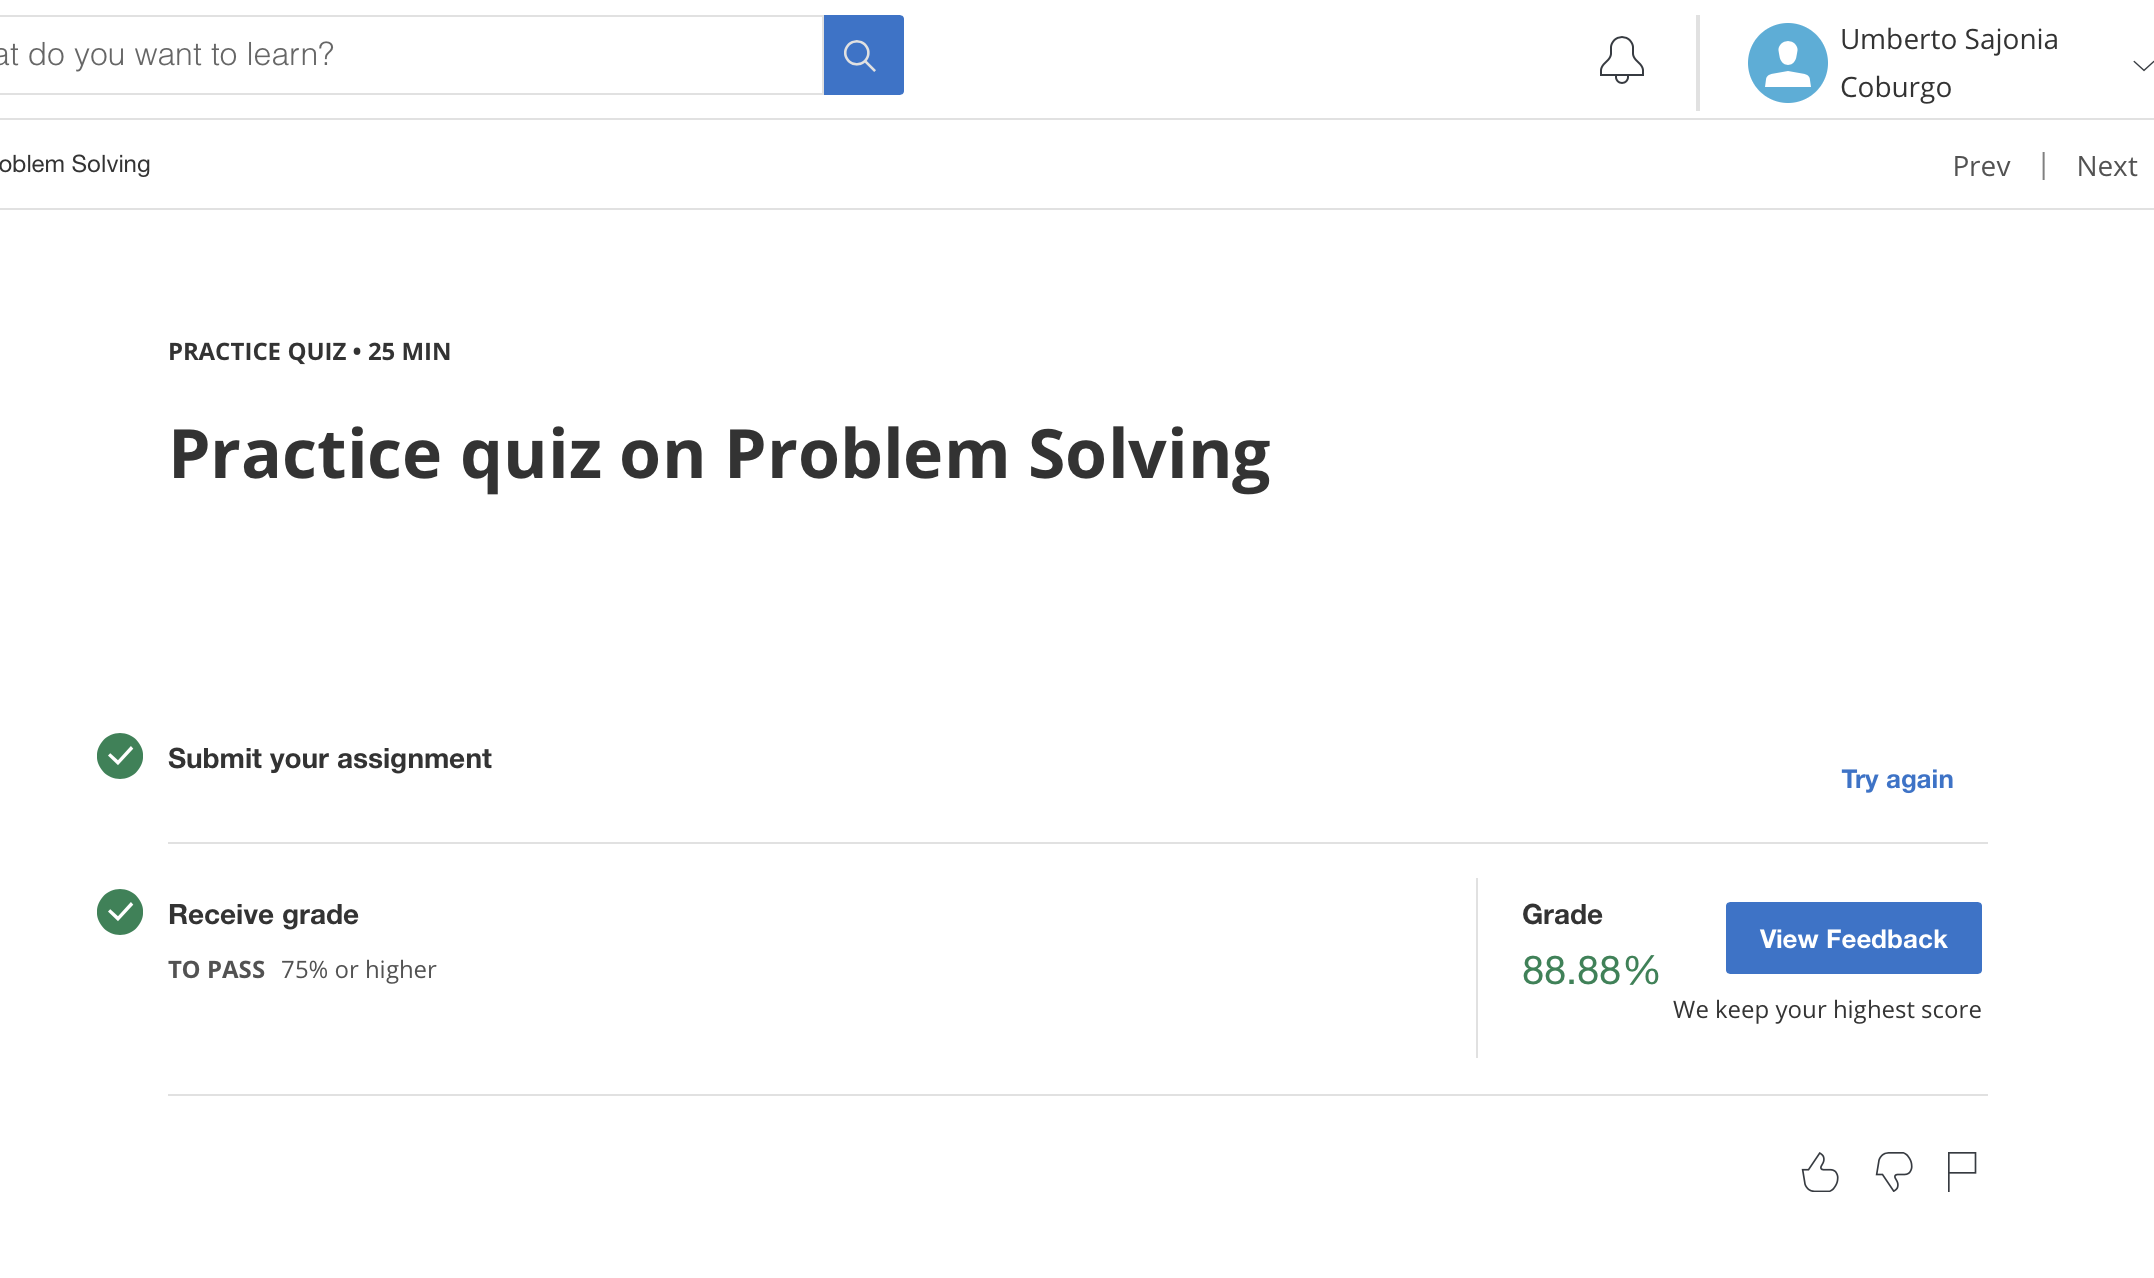 at do you want to learn?
Umberto Sajonia
Coburgo
oblem Solving
Prev | Next
PRACTICE QUIZ • 25 MIN
Practice quiz on Problem Solving
Submit your assignment
Try again
Receive grade
TO PASS 75% or higher
Grade
88.88%
View Feedback
We keep your highest score